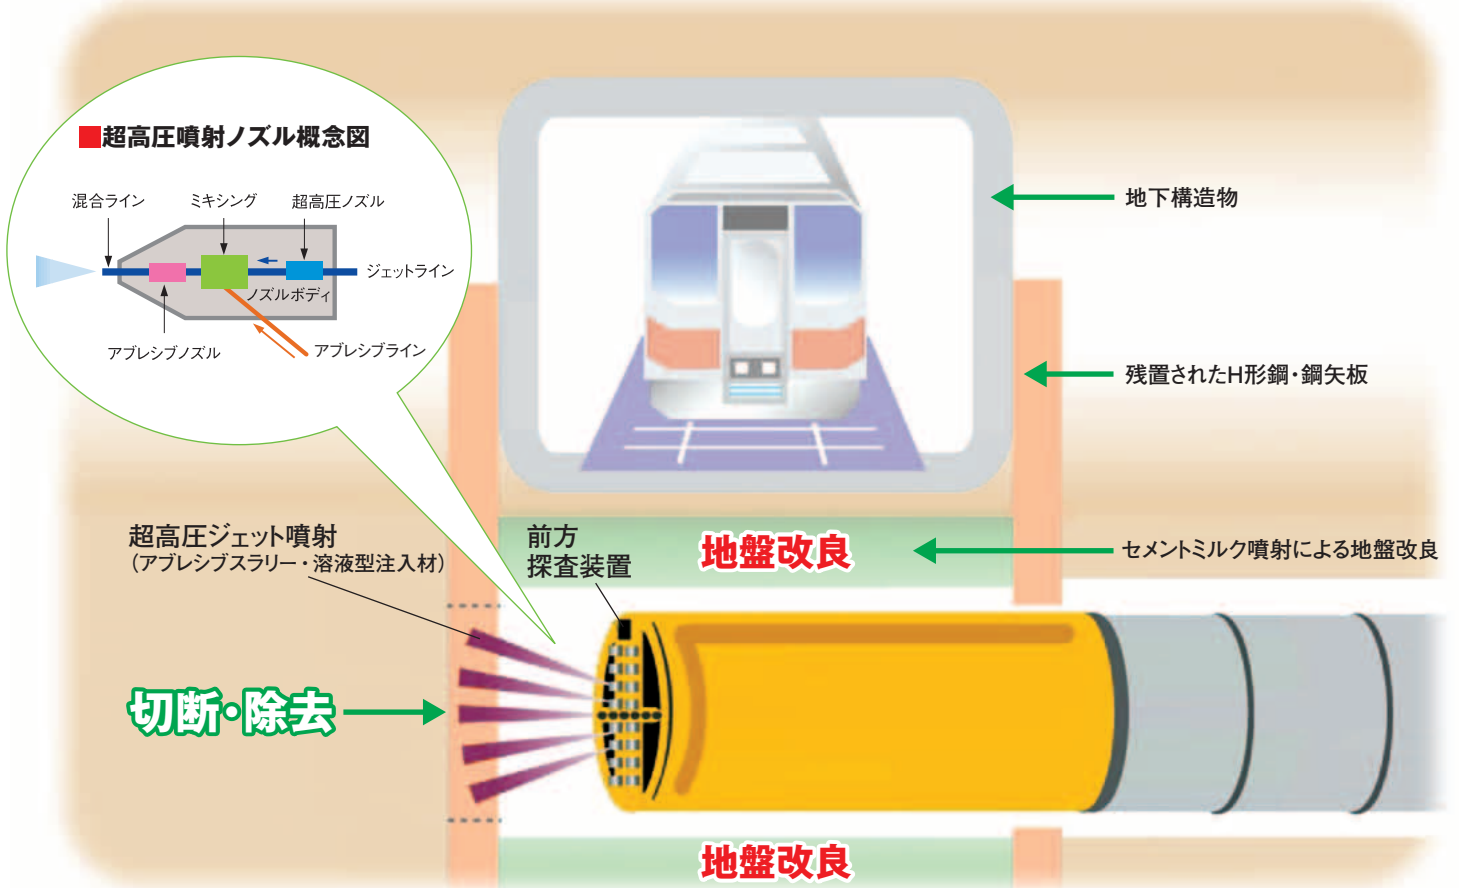 ■超高圧噴射ノズル概念図
混合ライン
ミキシング
超高圧ノズル
ジェットライン
ノズルボディ
アブレシブノズル
アブレシブライン
地下構造物
残置されたH形鋼・鋼矢板
超高圧ジェット噴射
（アブレシブスラリー・溶液型注入材）
前方
探査装置
地盤改良
セメントミルク噴射による地盤改良
切断・除去
地盤改良